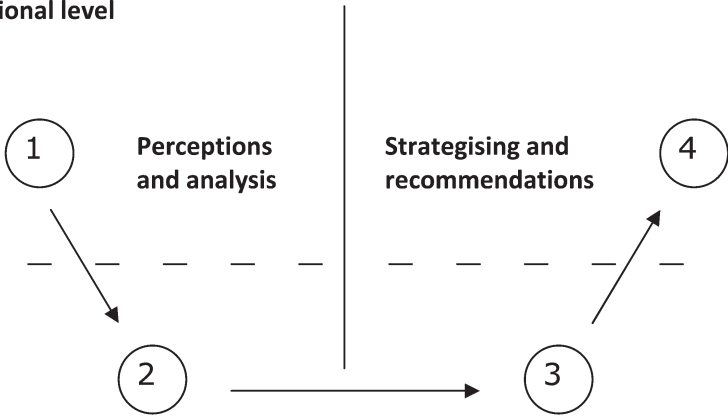 ional level
1
Perceptions
and analysis
Strategising and
recommendations
4
2
3